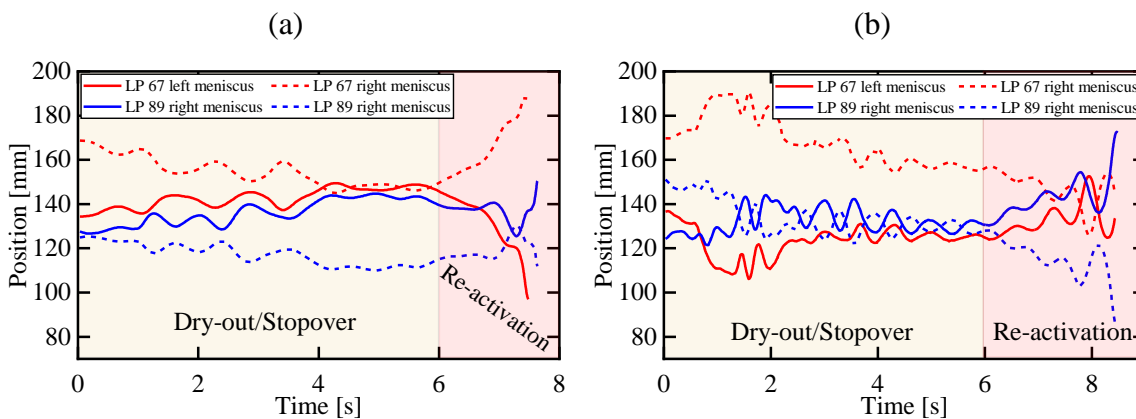 (a)
200
180
160
140
120
100
80
Position [mm]
LP 67 left meniscus
LP 67 right meniscus
LP 89 right meniscus
LP 89 right meniscus
Dry-out/Stopover
Re-activation
0 2 4 6 8
Time [s]
(b)
200
180
160
140
120
100
80
Position [mm]
LP 67 left meniscus
LP 67 right meniscus
LP 89 right meniscus
LP 89 right meniscus
Dry-out/Stopover
Re-activation
0 2 4 6 8
Time [s]